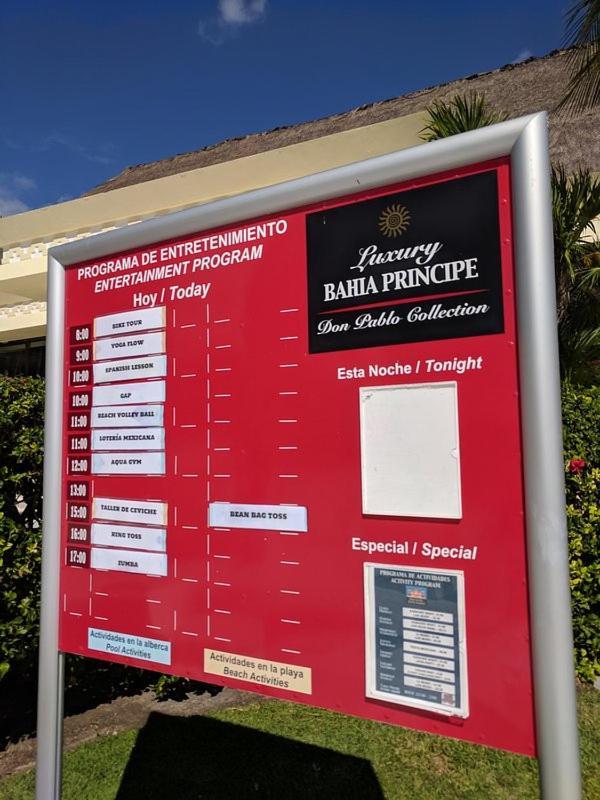 PROGRAMA DE ENTRETENIMIENTO
ENTERTAINMENT PROGRAM
Hoy / Today
8:00 BIKE TOUR
9:00 YOGA FLOW
10:00 SPANISH LESSON
10:00 GAP
11:00 BEACH VOLLEY BALL
11:00 LOTERÍA MEXICANA
12:00 AQUA GYM
13:00
15:00 TALLER DE CEVICHE BEAN BAG TOSS
16:00 RING TOSS
17:00 ZUMBA
Actividades en la alberca
Pool Activities
Actividades en la playa
Beach Activities
Luxury
BAHIA PRINCIPE
Don Pablo Collection
Esta Noche / Tonight
Especial / Special
PROGRAMA DE ACTIVIDADES
ACTIVITY PROGRAM